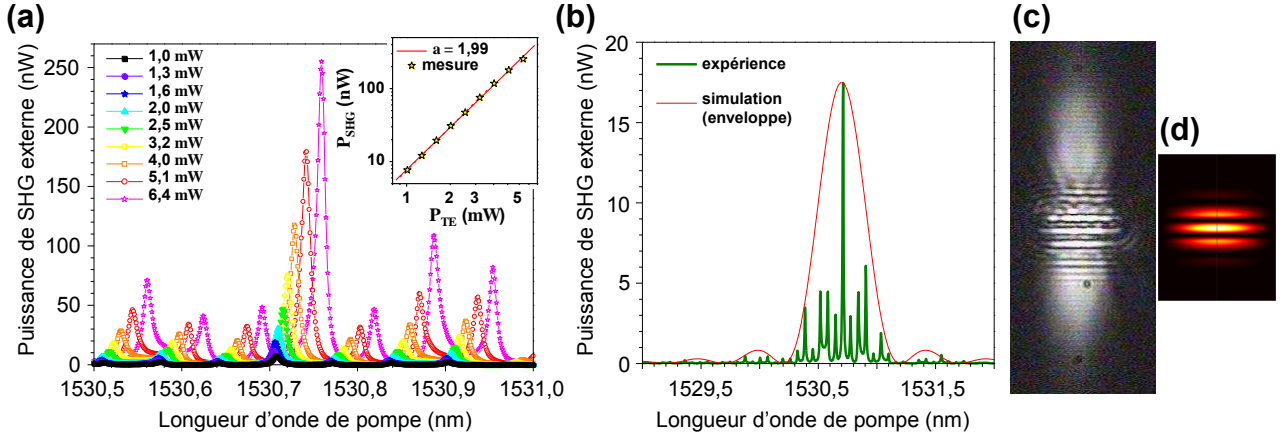 (a)
Puissance de SHG externe (nW)
250
200
150
100
50
0
1,0 mW
1,3 mW
1,6 mW
2,0 mW
2,5 mW
3,2 mW
4,0 mW
5,1 mW
6,4 mW
a = 1,99
mesure
P_SHG (nW)
100
10
1 2 3 5
P_TE (mW)
1530,5 1530,6 1530,7 1530,8 1530,9 1531,0
Longueur d’onde de pompe (nm)
(b)
Puissance de SHG externe (nW)
20
15
10
5
0
expérience
simulation
(enveloppe)
1529,5 1530,5 1531,5
Longueur d’onde de pompe (nm)
(c)
(d)